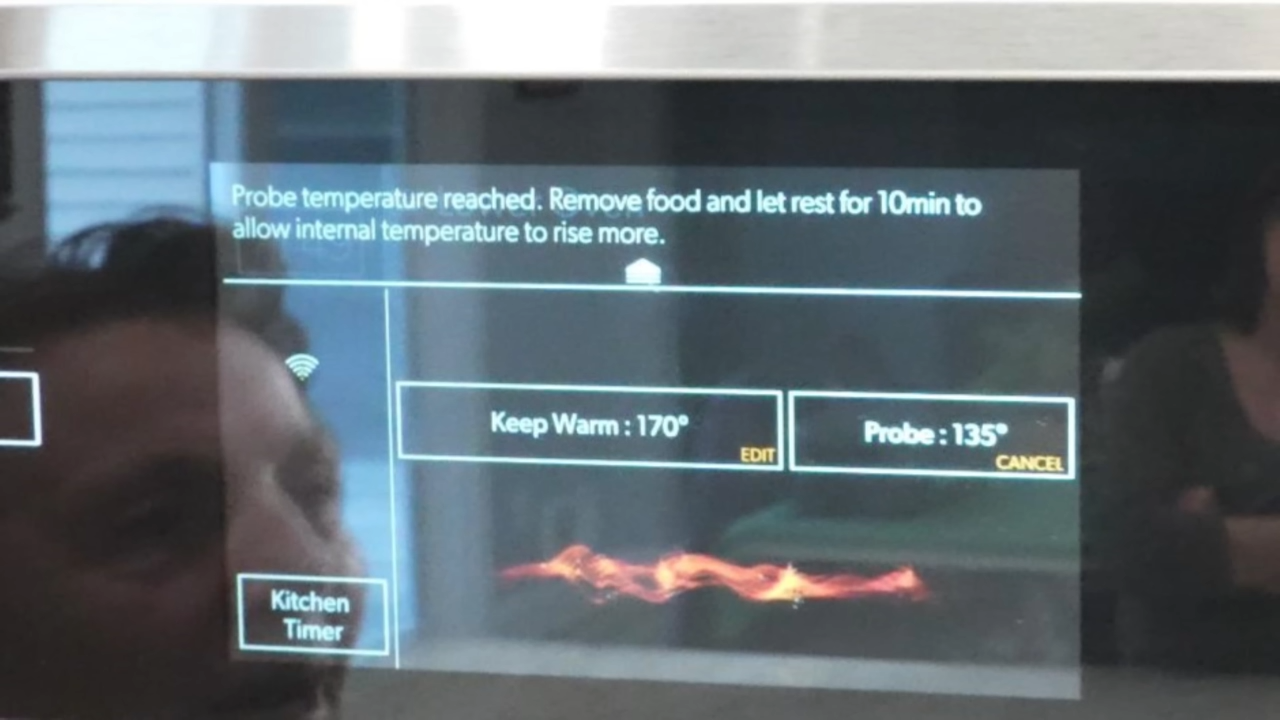 Probe temperature reached. Remove food and let rest for 10min to
allow internal temperature to rise more.
Keep Warm : 170°
EDIT
Probe : 135°
CANCEL
Kitchen
Timer